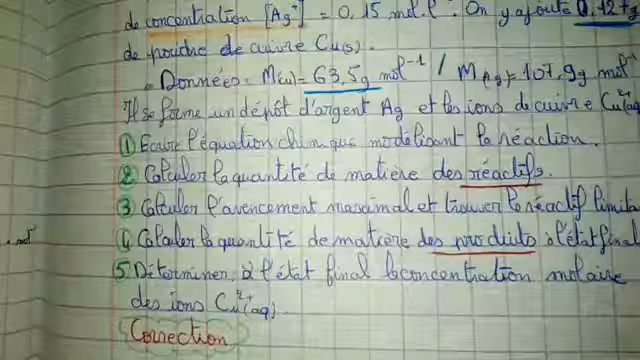 de concentration [Ag⁺] = 0,15 mol.l⁻¹. On y ajoute 0,127g
de poudre de cuivre Cu(s).
Données: M(Cu)= 63,5g mol⁻¹ / M(Ag)= 107,9g mol⁻¹
Il se forme un dépôt d'argent Ag et les ions de cuivre Cu²⁺(aq)
① Ecrire l'équation chimique modélisant la réaction.
② Calculer la quantité de matière des réactifs.
③ Calculer l'avencement maximal et trouver le réactif limita
④ Calculer la quantité de matière des produits à l'état final
⑤ Déterminer, à l'état final la concentration molaire
des ions Cu²⁺(aq).
Correction